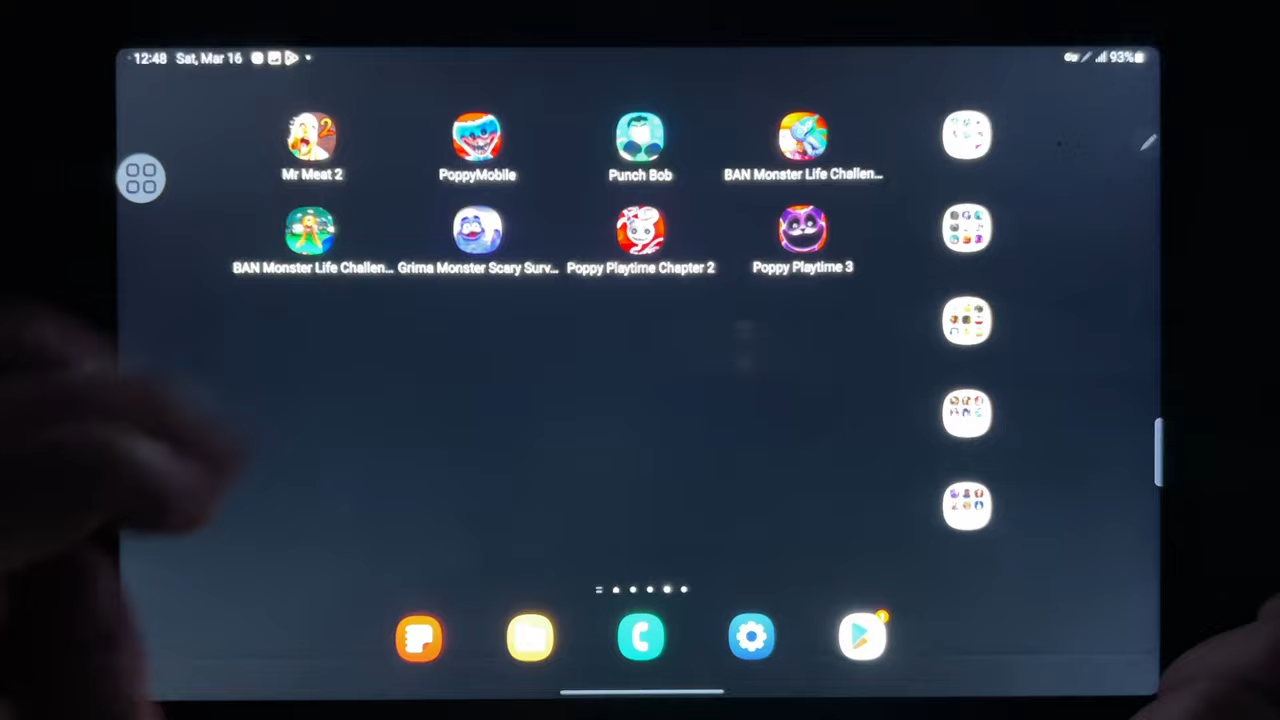 12:48 Sat, Mar 16
93%
2
Mr Meat 2
PoppyMobile
Punch Bob
BAN Monster Life Challen...
BAN Monster Life Challen...
Grima Monster Scary Surv...
Poppy Playtime Chapter 2
Poppy Playtime 3